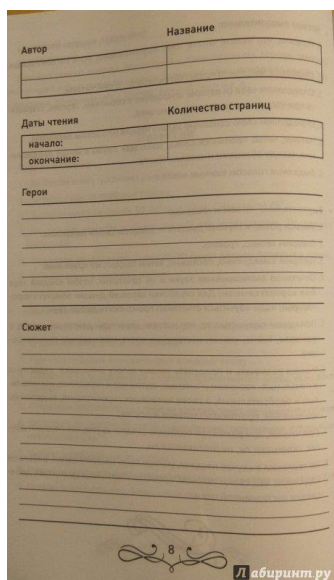 Автор Название
Даты чтения Количество страниц
начало:
окончание:
Герои
Сюжет
8
Лабиринт.ру